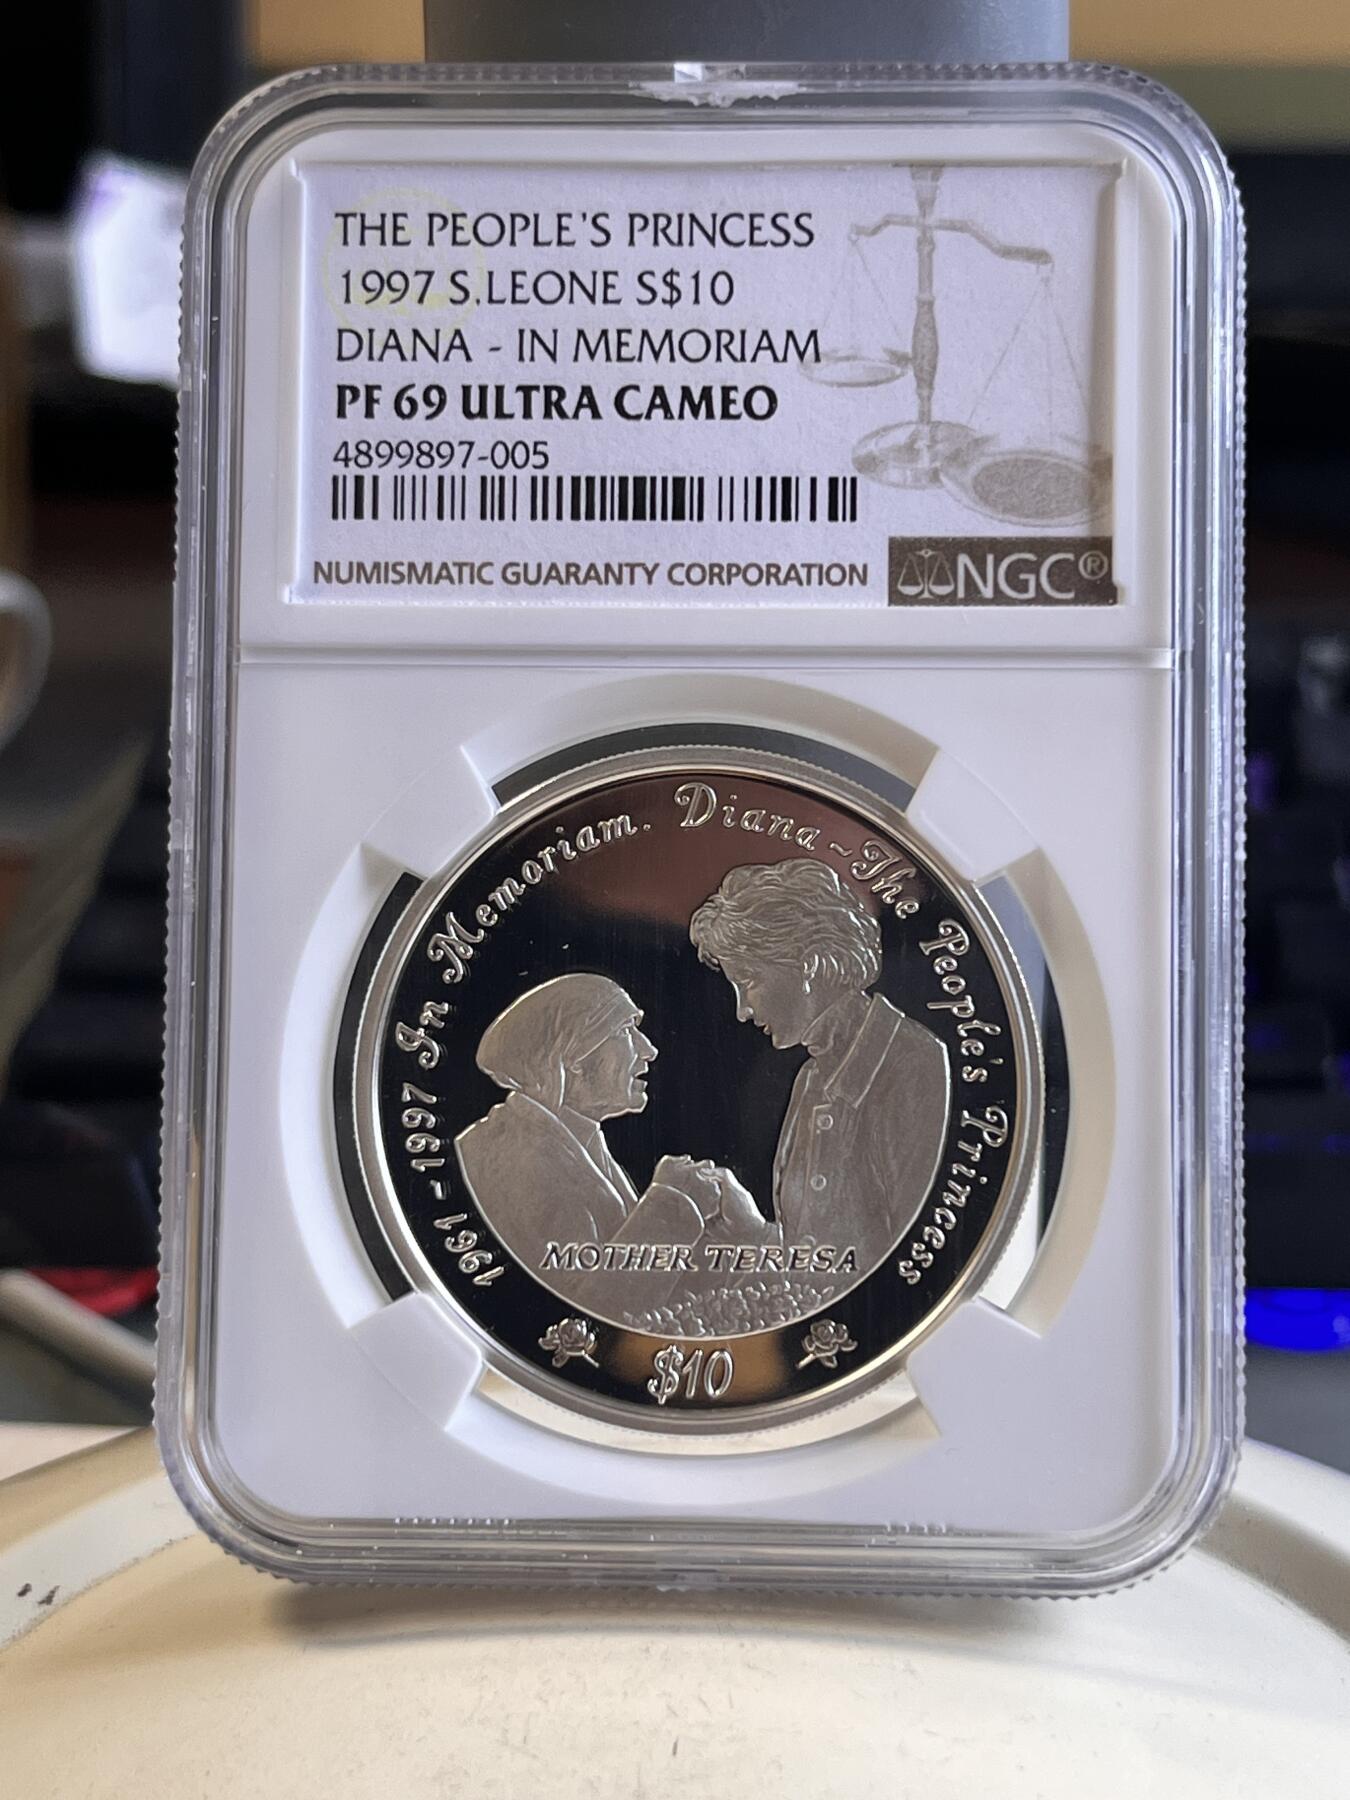 THE PEOPLE'S PRINCESS
1997 S.LEONE S$10
DIANA - IN MEMORIAM
PF 69 ULTRA CAMEO
4899897-005
NUMISMATIC GUARANTY CORPORATION
NGC®
1961-1997 In Memoriam. Diana~The People's Princess
MOTHER TERESA
$10